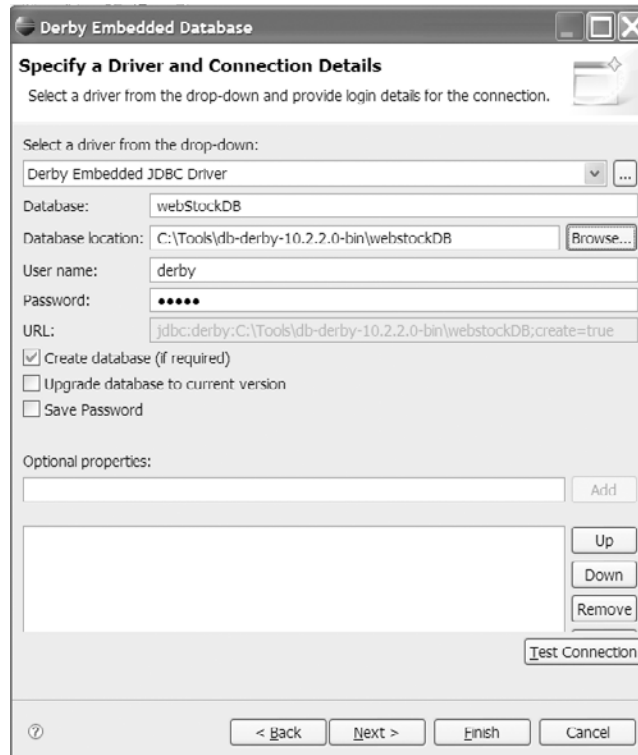 Derby Embedded Database
Specify a Driver and Connection Details
Select a driver from the drop-down and provide login details for the connection.
Select a driver from the drop-down:
Derby Embedded JDBC Driver
...
Database: webStockDB
Database location: C:\Tools\db-derby-10.2.2.0-bin\webstockDB Browse...
User name: derby
Password: •••••
URL: jdbc:derby:C:\Tools\db-derby-10.2.2.0-bin\webstockDB;create=true
Create database (if required)
Upgrade database to current version
Save Password
Optional properties:
Add
Up
Down
Remove
Test Connection
? < Back Next > Finish Cancel